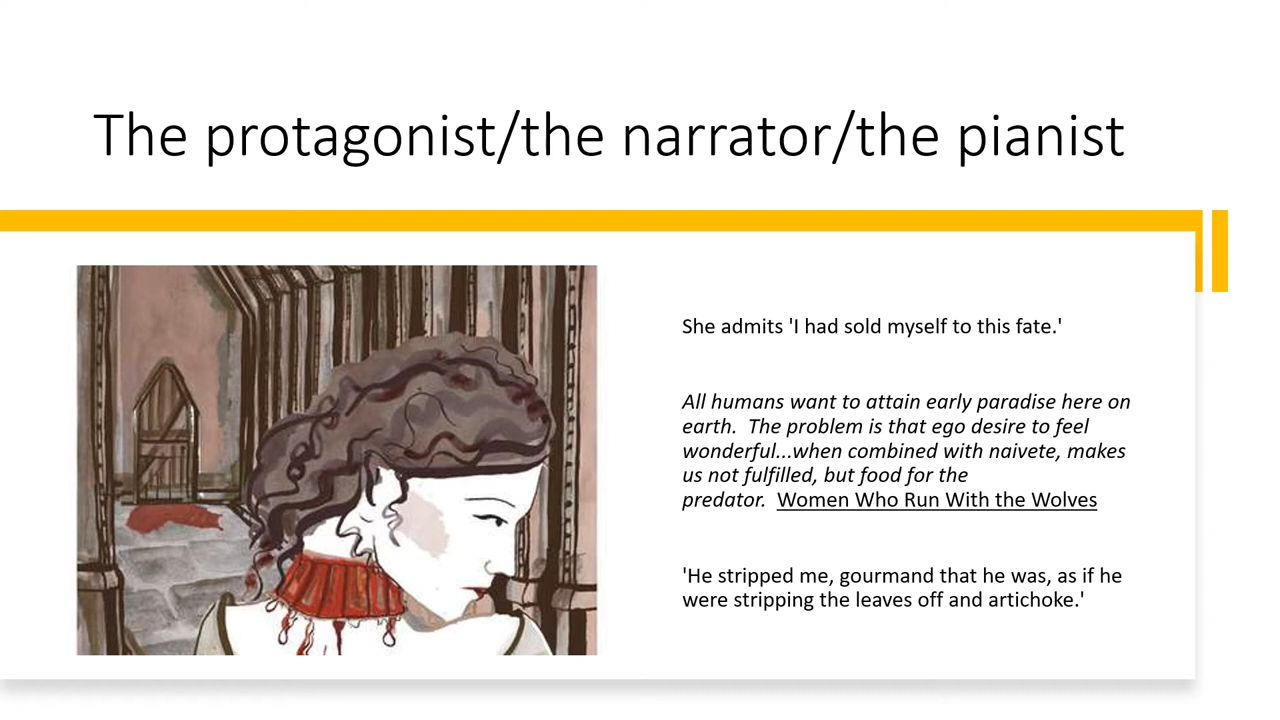 The protagonist/the narrator/the pianist
She admits 'I had sold myself to this fate.'
All humans want to attain early paradise here on
earth.  The problem is that ego desire to feel
wonderful...when combined with naivete, makes
us not fulfilled, but food for the
predator.  Women Who Run With the Wolves
'He stripped me, gourmand that he was, as if he
were stripping the leaves off and artichoke.'